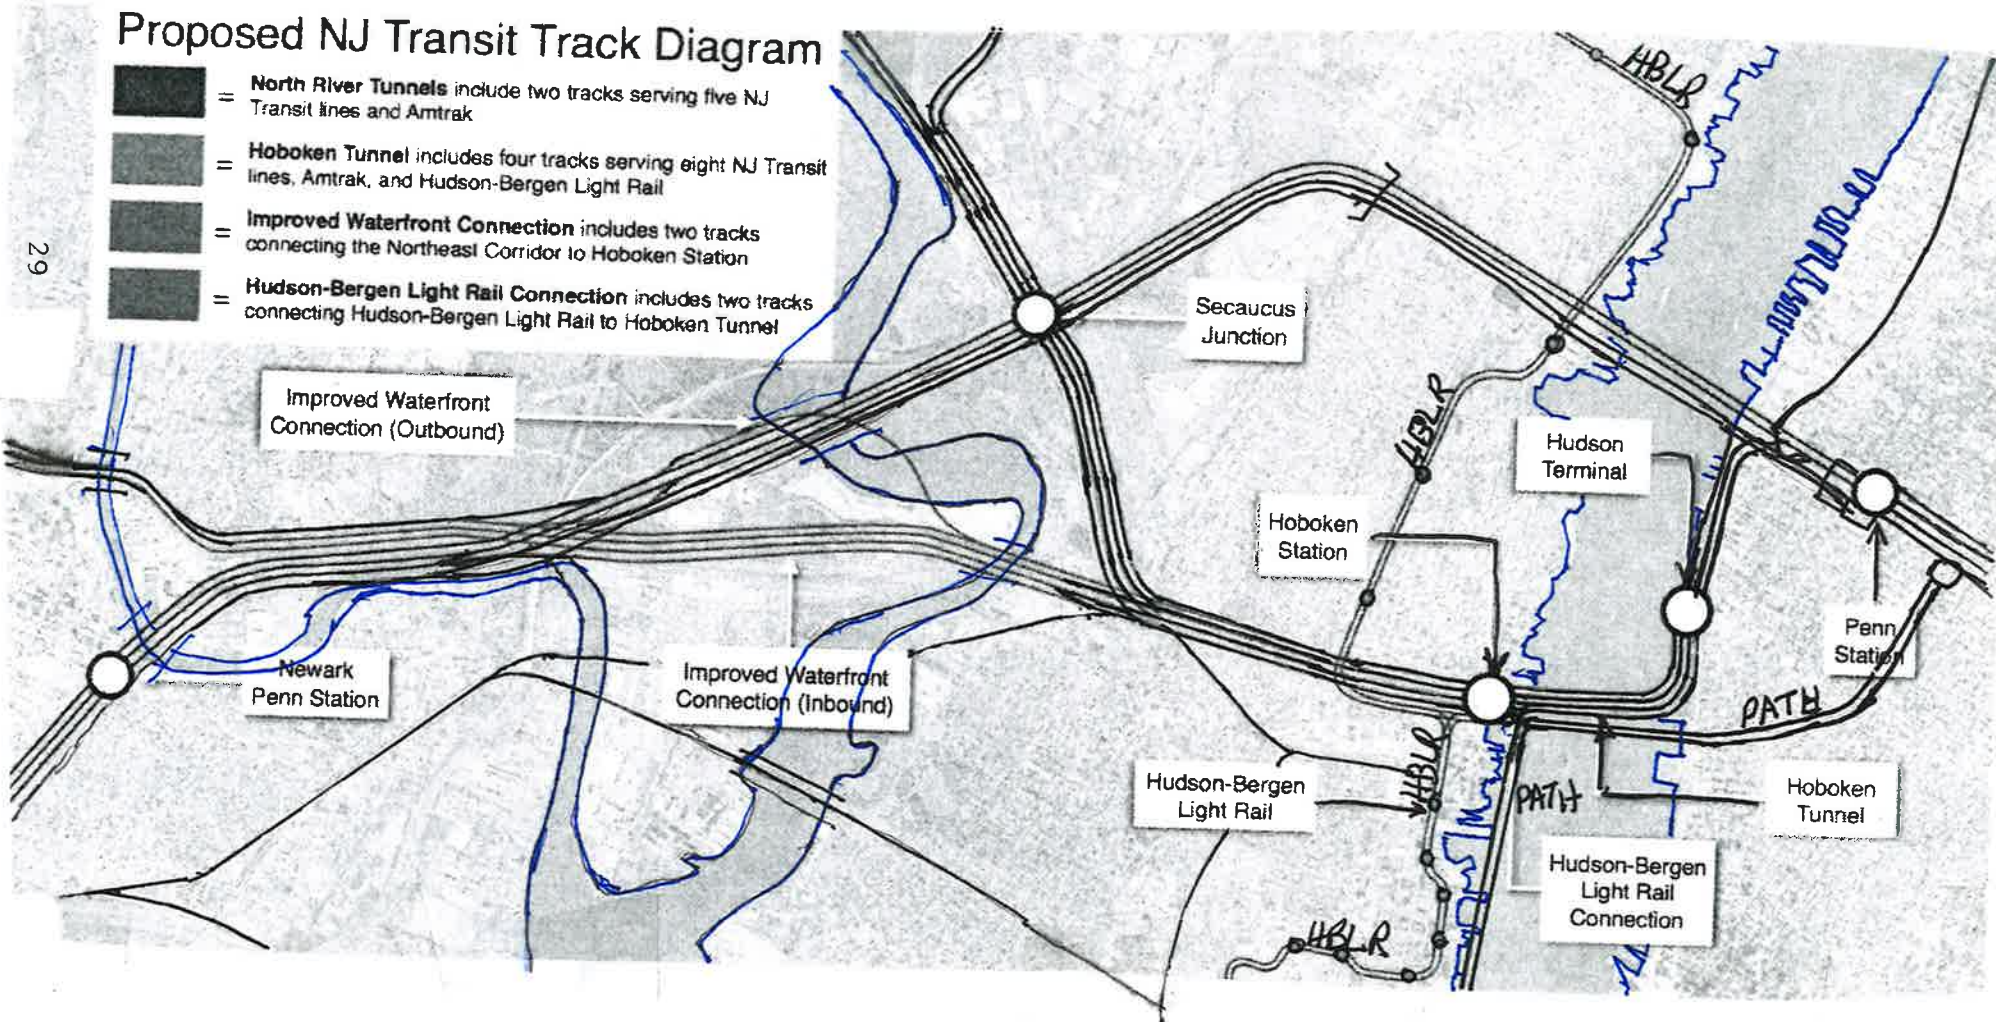 Proposed NJ Transit Track Diagram
= North River Tunnels include two tracks serving five NJ
Transit lines and Amtrak
= Hoboken Tunnel includes four tracks serving eight NJ Transit
lines, Amtrak, and Hudson-Bergen Light Rail
= Improved Waterfront Connection includes two tracks
connecting the Northeast Corridor to Hoboken Station
= Hudson-Bergen Light Rail Connection includes two tracks
connecting Hudson-Bergen Light Rail to Hoboken Tunnel
29
HBLR
Secaucus
Junction
Improved Waterfront
Connection (Outbound)
HBLR
Hudson
Terminal
Hoboken
Station
Penn
Station
Newark
Penn Station
Improved Waterfront
Connection (Inbound)
PATH
HBLR
Hudson-Bergen
Light Rail
PATH
Hoboken
Tunnel
Hudson-Bergen
Light Rail
Connection
HBLR